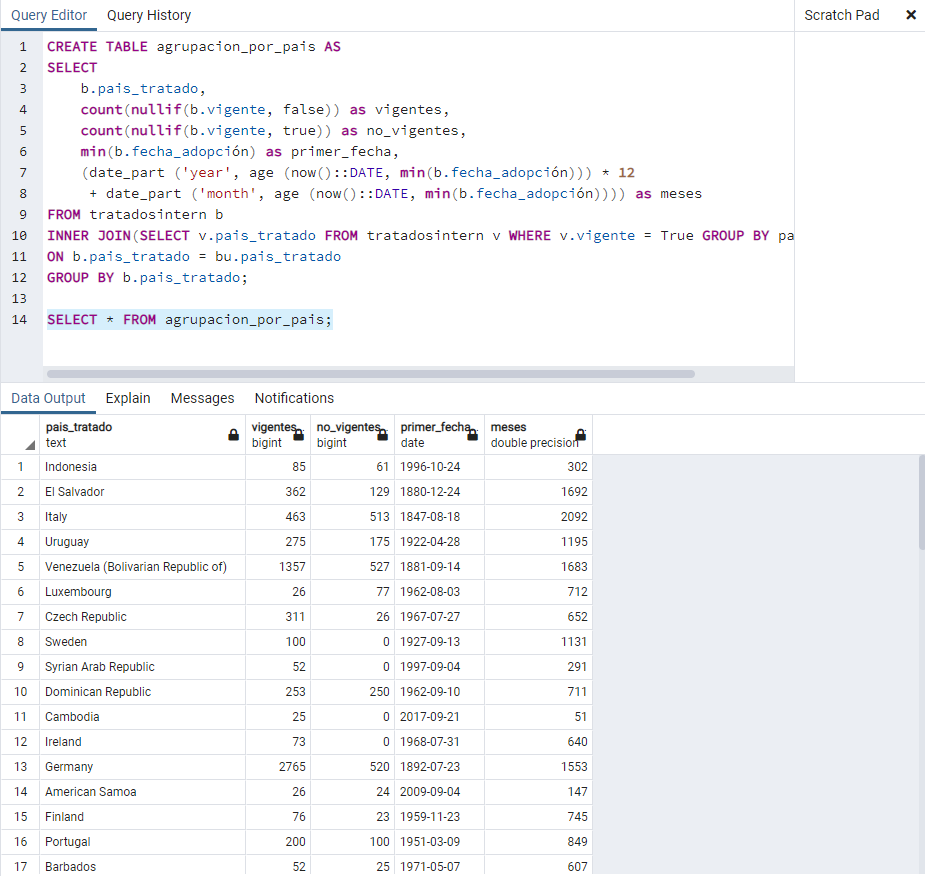 Query Editor Query History Scratch Pad ×
1 CREATE TABLE agrupacion_por_pais AS
2 SELECT
3 b.pais_tratado,
4 count(nullif(b.vigente, false)) as vigentes,
5 count(nullif(b.vigente, true)) as no_vigentes,
6 min(b.fecha_adopción) as primer_fecha,
7 (date_part ('year', age (now()::DATE, min(b.fecha_adopción))) * 12
8 + date_part ('month', age (now()::DATE, min(b.fecha_adopción)))) as meses
9 FROM tratadosintern b
10 INNER JOIN(SELECT v.pais_tratado FROM tratadosintern v WHERE v.vigente = True GROUP BY pa
11 ON b.pais_tratado = bu.pais_tratado
12 GROUP BY b.pais_tratado;
13
14 SELECT * FROM agrupacion_por_pais;
Data Output Explain Messages Notifications
pais_tratado vigentes no_vigentes primer_fecha meses
text bigint bigint date double precision
1 Indonesia 85 61 1996-10-24 302
2 El Salvador 362 129 1880-12-24 1692
3 Italy 463 513 1847-08-18 2092
4 Uruguay 275 175 1922-04-28 1195
5 Venezuela (Bolivarian Republic of) 1357 527 1881-09-14 1683
6 Luxembourg 26 77 1962-08-03 712
7 Czech Republic 311 26 1967-07-27 652
8 Sweden 100 0 1927-09-13 1131
9 Syrian Arab Republic 52 0 1997-09-04 291
10 Dominican Republic 253 250 1962-09-10 711
11 Cambodia 25 0 2017-09-21 51
12 Ireland 73 0 1968-07-31 640
13 Germany 2765 520 1892-07-23 1553
14 American Samoa 26 24 2009-09-04 147
15 Finland 76 23 1959-11-23 745
16 Portugal 200 100 1951-03-09 849
17 Barbados 52 25 1971-05-07 607